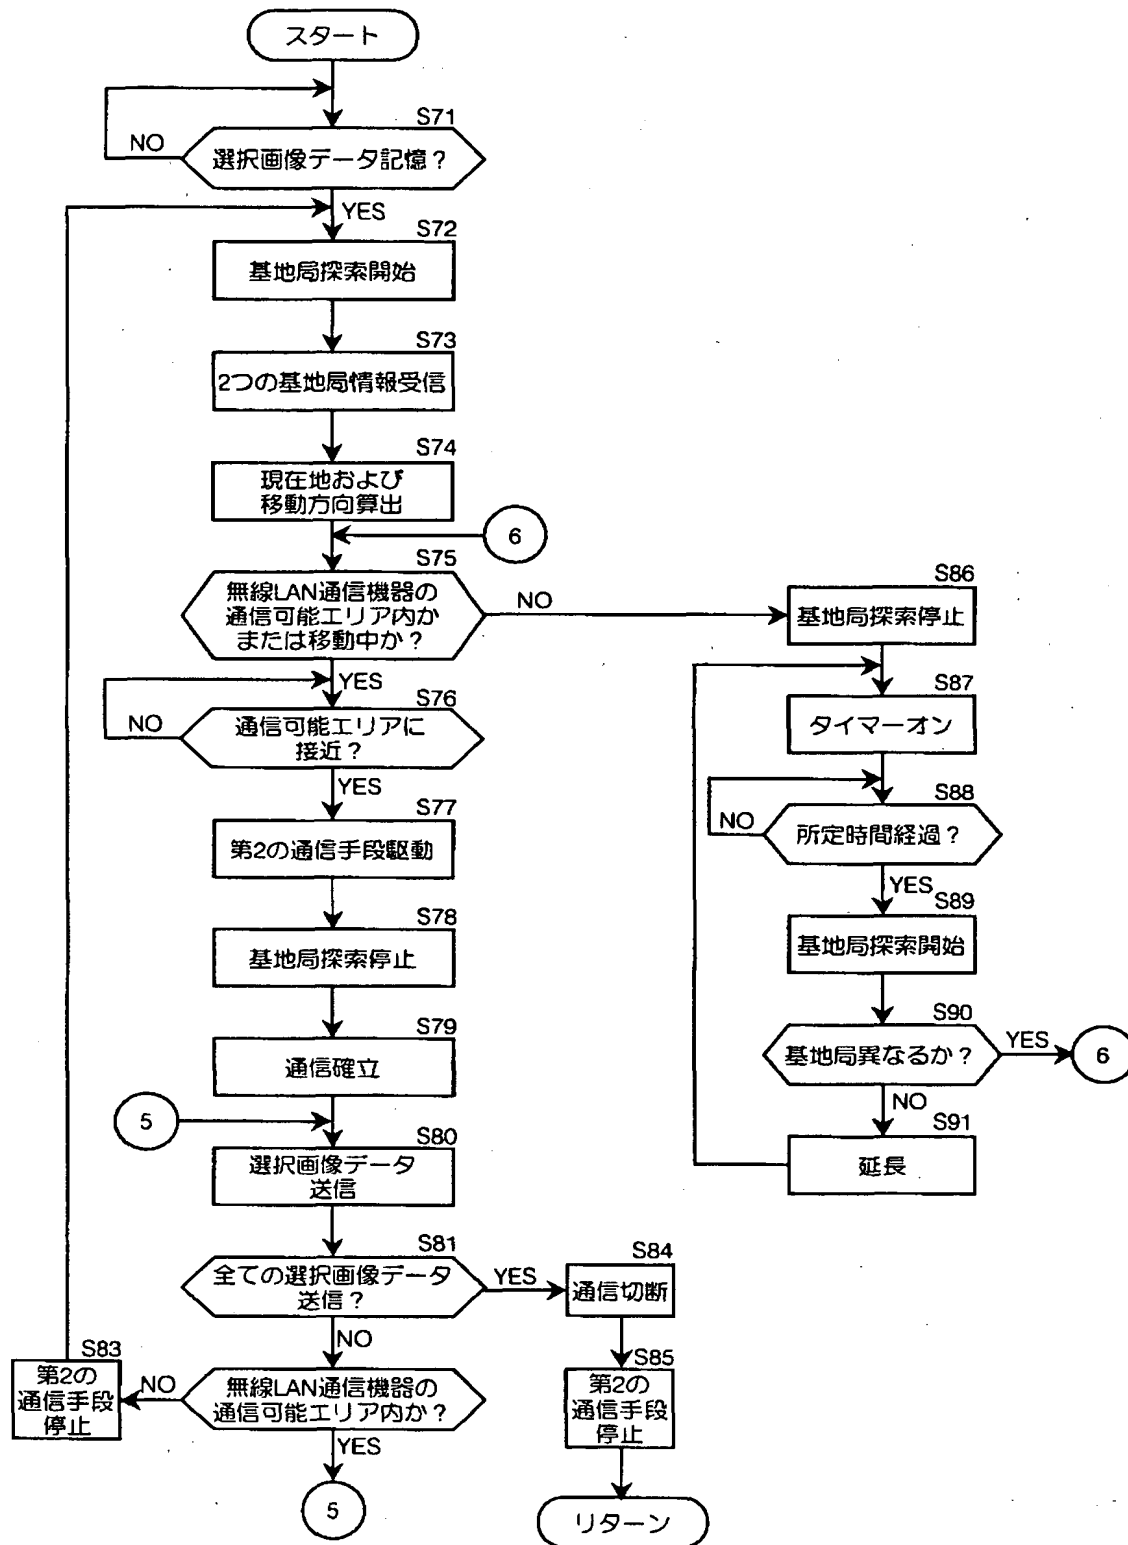 スタート
S71
NO
選択画像データ記憶？
YES
S72
基地局探索開始
S73
2つの基地局情報受信
S74
現在地および
移動方向算出
6
S75
無線LAN通信機器の
通信可能エリア内か
または移動中か？
NO
YES
S76
NO
通信可能エリアに
接近？
YES
S77
第2の通信手段駆動
S78
基地局探索停止
S79
通信確立
5
S80
選択画像データ
送信
S81
全ての選択画像データ
送信？
YES
NO
無線LAN通信機器の
通信可能エリア内か？
NO
YES
5
S83
第2の
通信手段
停止
S84
通信切断
S85
第2の
通信手段
停止
リターン
S86
基地局探索停止
S87
タイマーオン
S88
NO
所定時間経過？
YES
S89
基地局探索開始
S90
基地局異なるか？
YES
6
NO
S91
延長